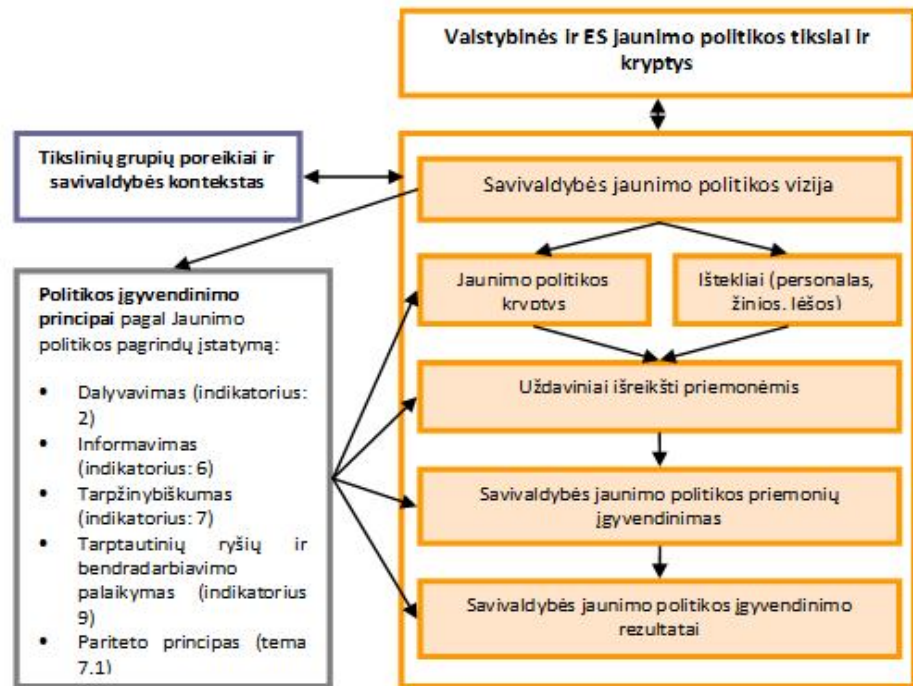 Valstybinės ir ES jaunimo politikos tikslai ir
kryptys
Tikslinių grupių poreikiai ir
savivaldybės kontekstas
Savivaldybės jaunimo politikos vizija
Jaunimo politikos
kryptys
Ištekliai (personalas,
žinios, lėšos)
Politikos įgyvendinimo
principai pagal Jaunimo
politikos pagrindų įstatymą:
• Dalyvavimas (indikatorius:
2)
• Informavimas
(indikatorius: 6)
• Tarpžinybiškumas
(indikatorius: 7)
• Tarptautinių ryšių ir
bendradarbiavimo
palaikymas (indikatorius
9)
• Pariteto principas (tema
7.1)
Uždaviniai išreikšti priemonėmis
Savivaldybės jaunimo politikos priemonių
įgyvendinimas
Savivaldybės jaunimo politikos įgyvendinimo
rezultatai